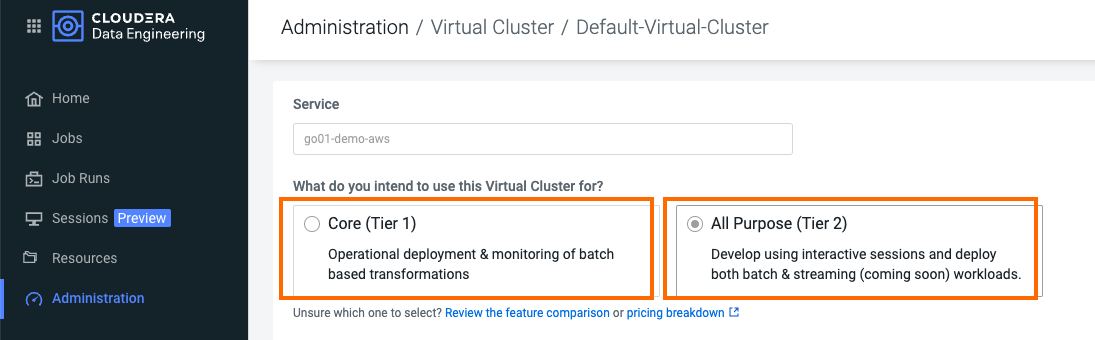 CLOUDERA
Data Engineering
Administration / Virtual Cluster / Default-Virtual-Cluster
Home
Jobs
Job Runs
Sessions Preview
Resources
Administration
Service
go01-demo-aws
What do you intend to use this Virtual Cluster for?
Core (Tier 1)
Operational deployment & monitoring of batch
based transformations
All Purpose (Tier 2)
Develop using interactive sessions and deploy
both batch & streaming (coming soon) workloads.
Unsure which one to select? Review the feature comparison or pricing breakdown